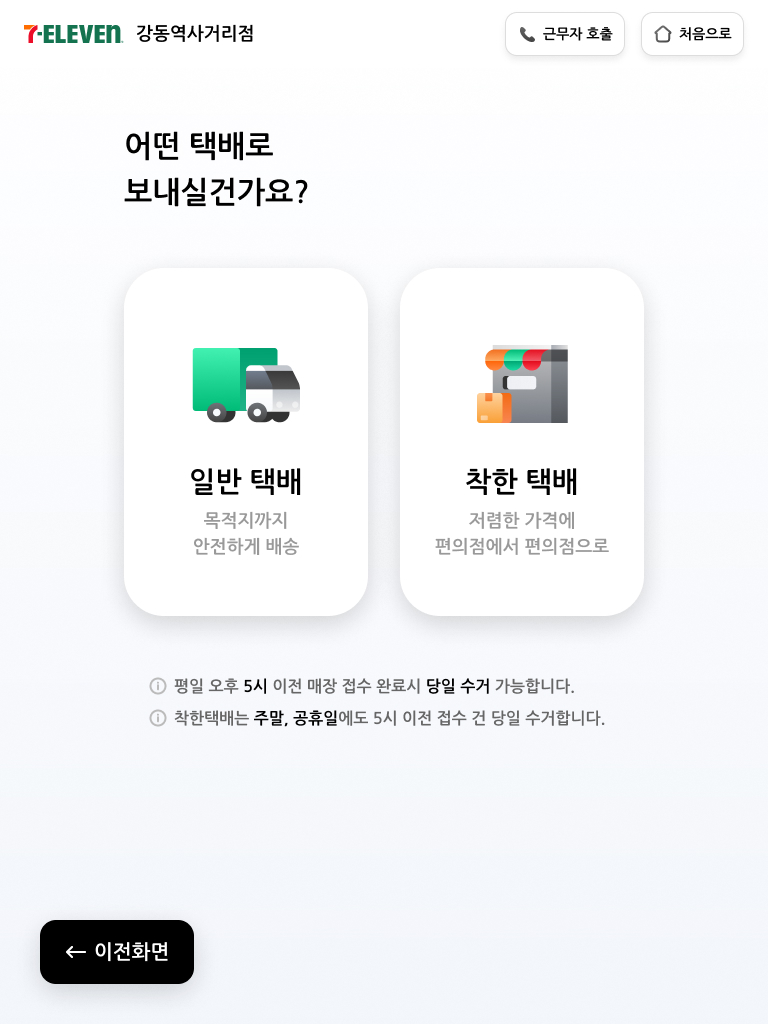 7-ELEVEN 강동역사거리점
근무자 호출
처음으로
어떤 택배로
보내실건가요?
일반 택배
목적지까지
안전하게 배송
착한 택배
저렴한 가격에
편의점에서 편의점으로
평일 오후 5시 이전 매장 접수 완료시 당일 수거 가능합니다.
착한택배는 주말, 공휴일에도 5시 이전 접수 건 당일 수거합니다.
← 이전화면